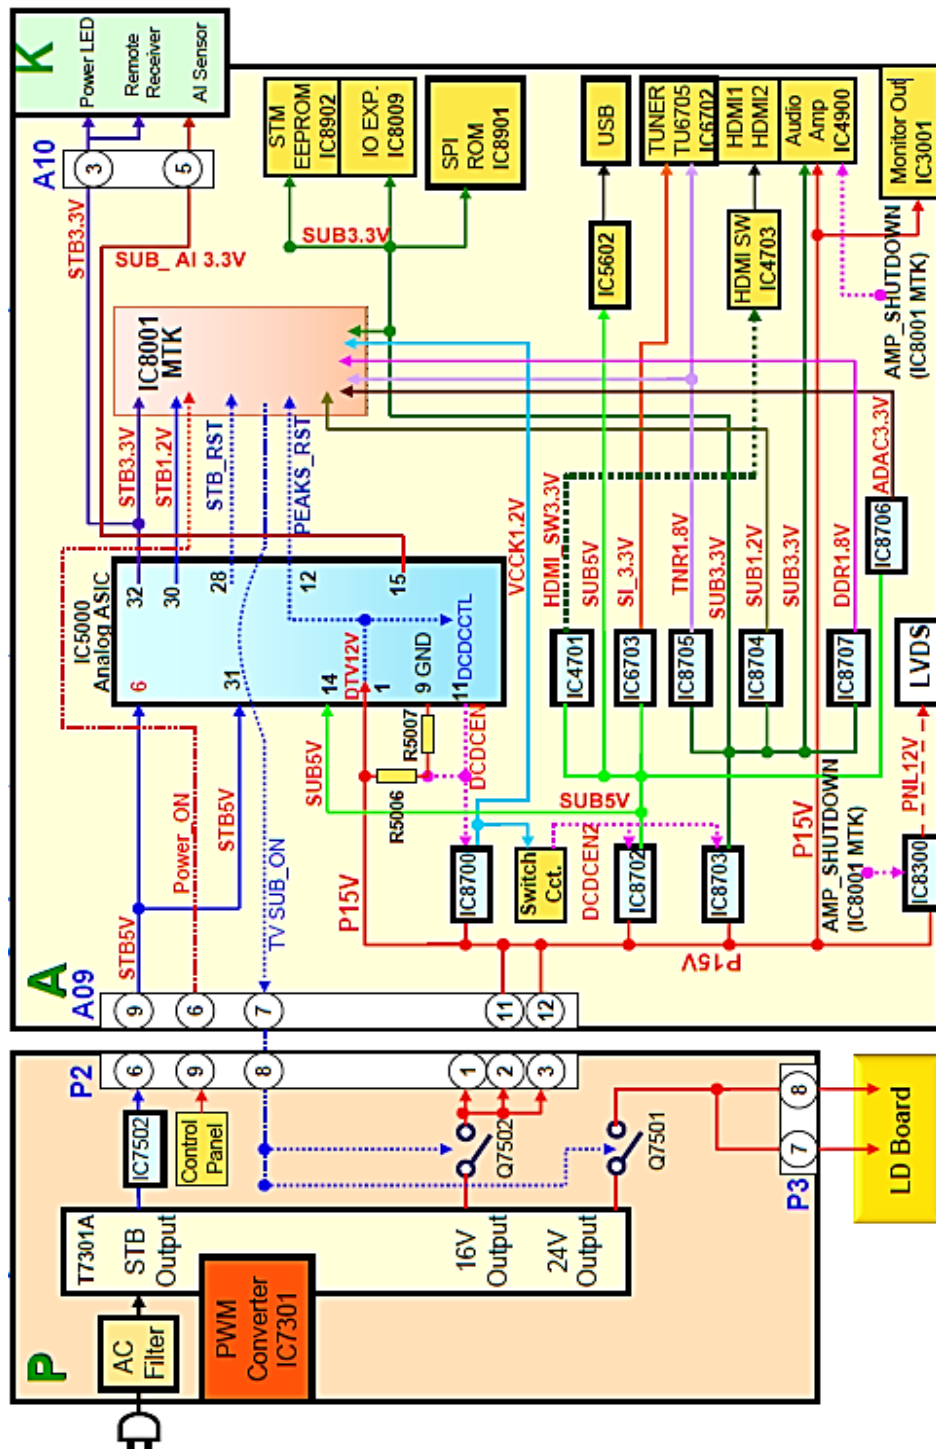 K
Power LED
Remote
Receiver
AI Sensor
A10
3
5
STB3.3V
SUB_ AI 3.3V
STM
EEPROM
IC8902
IO EXP.
IC8009
SPI
ROM
IC8901
SUB3.3V
USB
IC5602
TUNER
TU6705
IC6702
HDMI1
HDMI2
HDMI SW
IC4703
Audio
Amp
IC4900
Monitor Out
IC3001
AMP_SHUTDOWN
(IC8001 MTK)
IC8001
MTK
STB3.3V
STB1.2V
STB_RST
PEAKS_RST
VCCK1.2V
HDMI_SW3.3V
SUB5V
SI_3.3V
TNR1.8V
SUB3.3V
SUB1.2V
SUB3.3V
DDR1.8V
ADAC3.3V
IC8706
IC5000
Analog ASIC
32
30
28
12
15
6
31
14
DTV12V
1
9 GND
11
DCDCCTL
IC4701
IC6703
IC8705
IC8704
IC8707
LVDS
R5007
R5006
DCDCEN
SUB5V
SUB5V
STB5V
Power_ON
TV SUB_ON
STB5V
P15V
IC8700
Switch
Cct.
DCDCEN2
IC8702
IC8703
P15V
AMP_SHUTDOWN
(IC8001 MTK)
PNL12V
IC8300
P15V
A
A09
9
6
7
11
12
P2
6
9
8
1
2
3
IC7502
Control
Panel
Q7502
Q7501
P3
7
8
LD Board
T7301A
STB
Output
16V
Output
24V
Output
PWM
Converter
IC7301
AC
Filter
P